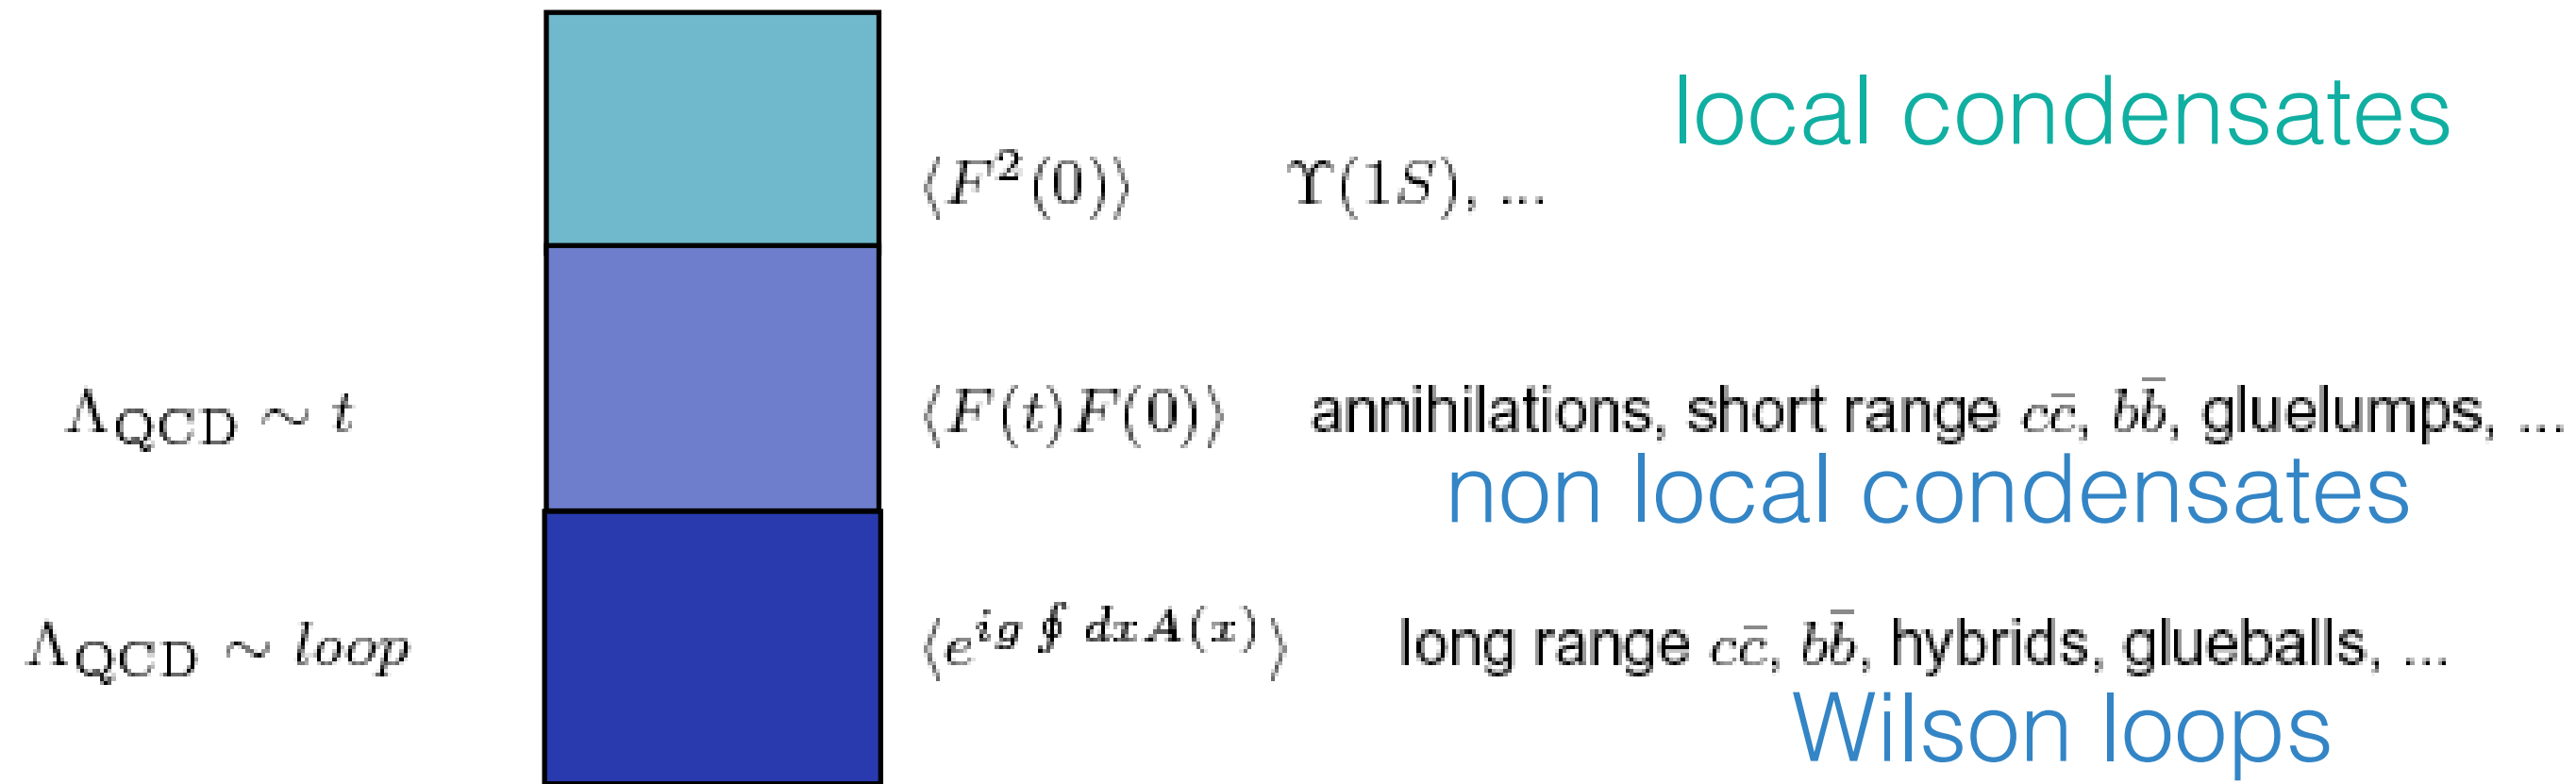 local condensates
⟨F²(0)⟩ ϒ(1S), ...
Λ_QCD ∼ t ⟨F(t)F(0)⟩ annihilations, short range cc̄, bb̄, gluelumps, ...
non local condensates
Λ_QCD ∼ loop ⟨e^{ig ∮ dxA(x)}⟩ long range cc̄, bb̄, hybrids, glueballs, ...
Wilson loops